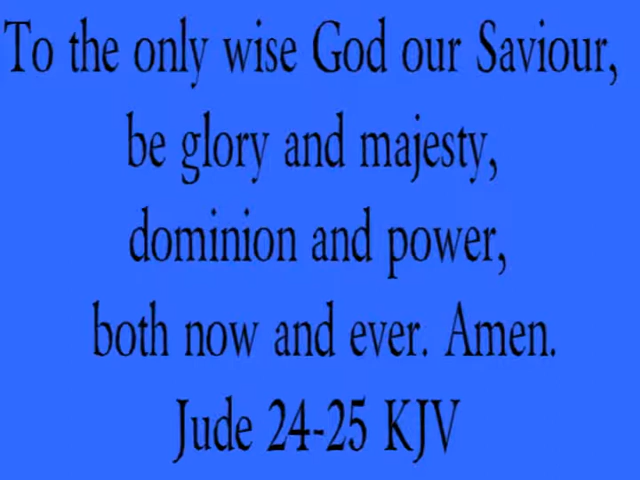 To the only wise God our Saviour,
be glory and majesty,
dominion and power,
both now and ever. Amen.
Jude 24-25 KJV